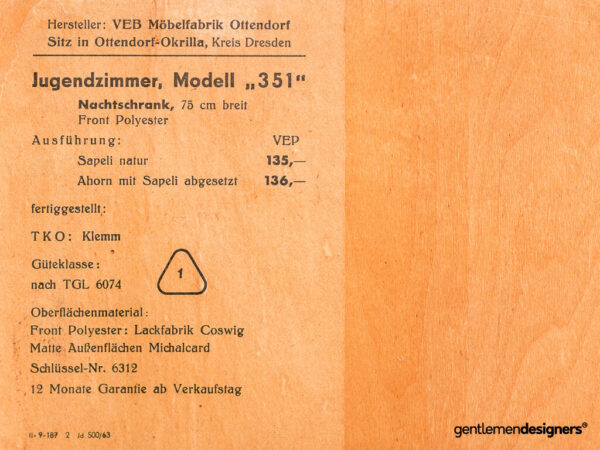 Hersteller: VEB Möbelfabrik Ottendorf
Sitz in Ottendorf-Okrilla, Kreis Dresden
Jugendzimmer, Modell „351“
Nachtschrank, 75 cm breit
Front Polyester
Ausführung: VEP
Sapeli natur 135,—
Ahorn mit Sapeli abgesetzt 136,—
fertiggestellt:
TKO: Klemm
Güteklasse:
nach TGL 6074
1
Oberflächenmaterial:
Front Polyester: Lackfabrik Coswig
Matte Außenflächen Michalcard
Schlüssel-Nr. 6312
12 Monate Garantie ab Verkaufstag
II-9-187 2 Jd 500/63
gentlemendesigners®